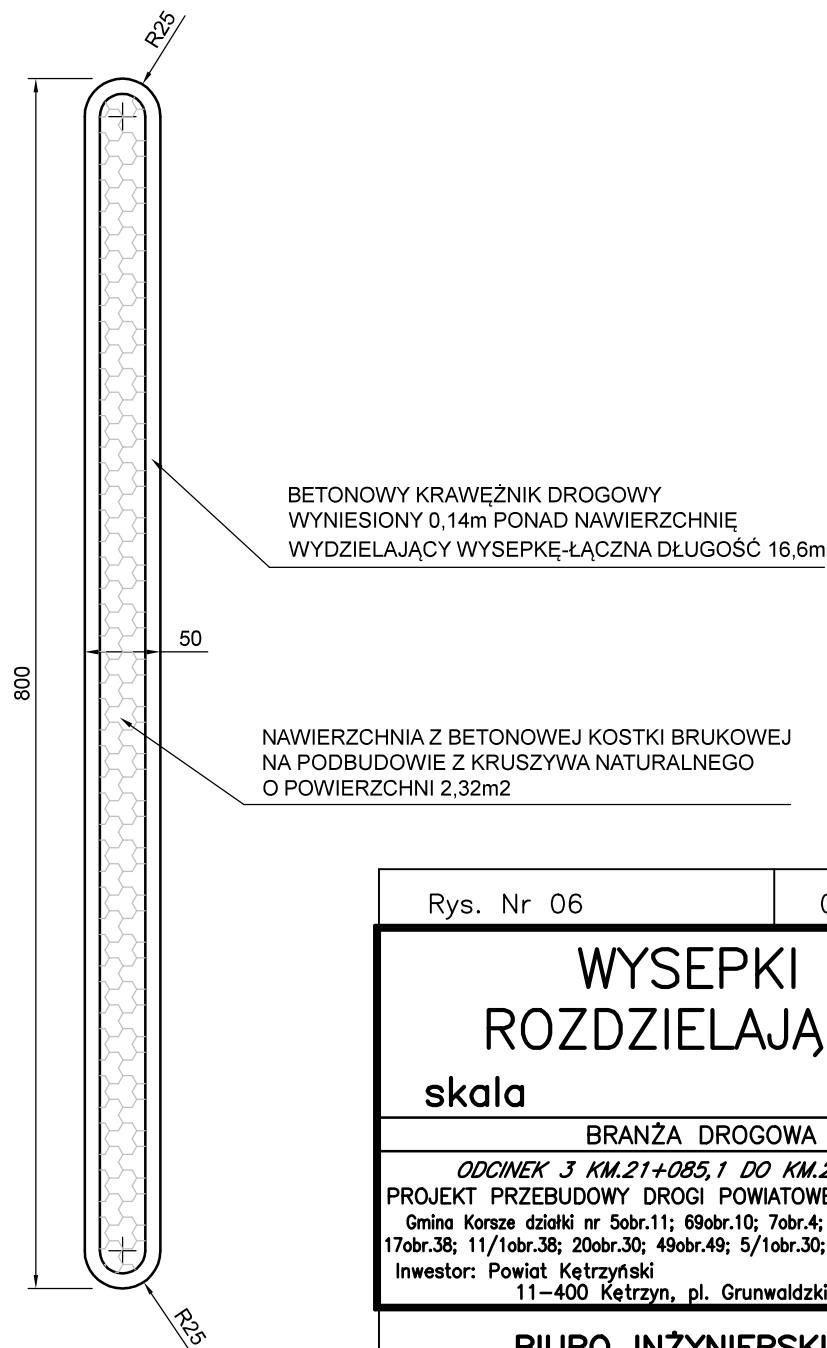 R25
800
BETONOWY KRAWĘŻNIK DROGOWY
WYNIESIONY 0,14m PONAD NAWIERZCHNIĘ
WYDZIELAJĄCY WYSEPKĘ-ŁĄCZNA DŁUGOŚĆ 16,6m
50
NAWIERZCHNIA Z BETONOWEJ KOSTKI BRUKOWEJ
NA PODBUDOWIE Z KRUSZYWA NATURALNEGO
O POWIERZCHNI 2,32m2
Rys. Nr 06
WYSEPKI
ROZDZIELAJĄ
skala
BRANŻA DROGOWA
ODCINEK 3 KM.21+085,1 DO KM.2
PROJEKT PRZEBUDOWY DROGI POWIATOWE
Gmina Korsze działki nr 5obr.11; 69obr.10; 7obr.4;
17obr.38; 11/1obr.38; 20obr.30; 49obr.49; 5/1obr.30;
Inwestor: Powiat Kętrzyński
11-400 Kętrzyn, pl. Grunwaldzki
R25
BIURO INŻYNIERSKI